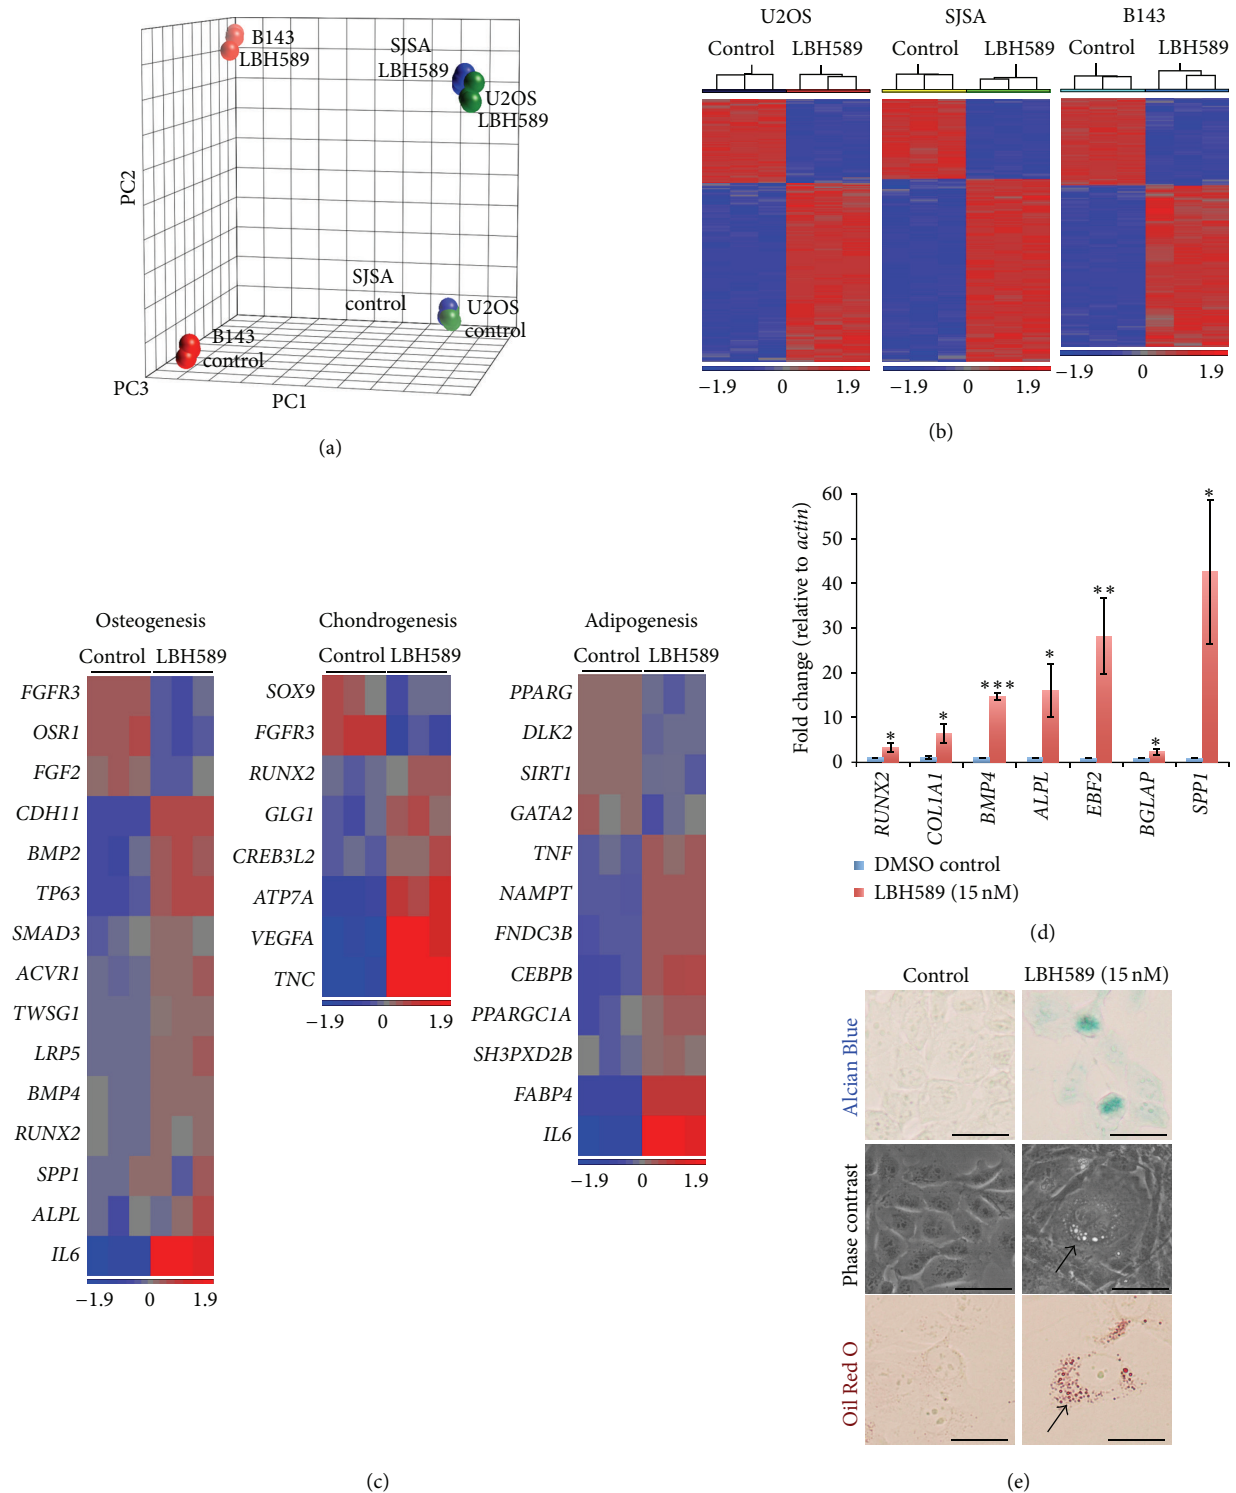 B143
LBH589
SJSA
LBH589
U2OS
LBH589
PC2
SJSA
control
U2OS
control
B143
control
PC3
PC1
(a)
U2OS SJSA B143
Control LBH589 Control LBH589 Control LBH589
−1.9 0 1.9 −1.9 0 1.9 −1.9 0 1.9
(b)
Osteogenesis
Control LBH589
FGFR3
OSR1
FGF2
CDH11
BMP2
TP63
SMAD3
ACVR1
TWSG1
LRP5
BMP4
RUNX2
SPP1
ALPL
IL6
−1.9 0 1.9
Chondrogenesis
Control LBH589
SOX9
FGFR3
RUNX2
GLG1
CREB3L2
ATP7A
VEGFA
TNC
−1.9 0 1.9
Adipogenesis
Control LBH589
PPARG
DLK2
SIRT1
GATA2
TNF
NAMPT
FNDC3B
CEBPB
PPARGC1A
SH3PXD2B
FABP4
IL6
−1.9 0 1.9
(c)
Fold change (relative to actin)
60
50
40
30
20
10
0
* * *** * ** * *
RUNX2 COL1A1 BMP4 ALPL EBF2 BGLAP SPP1
DMSO control
LBH589 (15 nM)
(d)
Control LBH589 (15 nM)
Alcian Blue
Phase contrast
Oil Red O
(e)